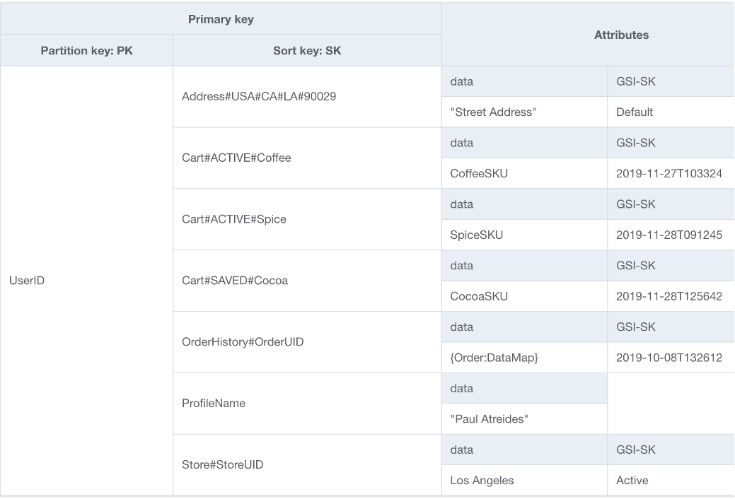 Primary key
Attributes
Partition key: PK Sort key: SK
UserID
Address#USA#CA#LA#90029
data GSI-SK
"Street Address" Default
Cart#ACTIVE#Coffee
data GSI-SK
CoffeeSKU 2019-11-27T103324
Cart#ACTIVE#Spice
data GSI-SK
SpiceSKU 2019-11-28T091245
Cart#SAVED#Cocoa
data GSI-SK
CocoaSKU 2019-11-28T125642
OrderHistory#OrderUID
data GSI-SK
{Order:DataMap} 2019-10-08T132612
ProfileName
data
"Paul Atreides"
Store#StoreUID
data GSI-SK
Los Angeles Active